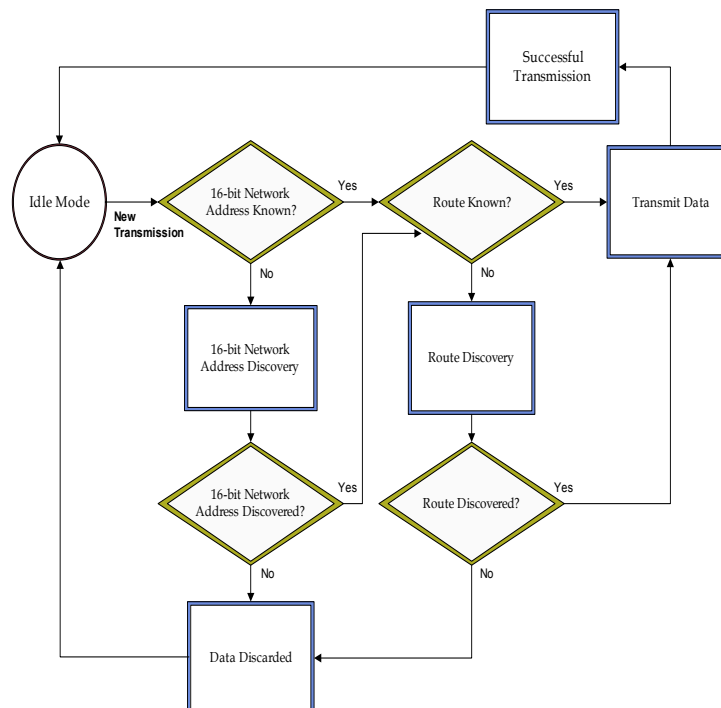 Successful
Transmission
Idle Mode
New
Transmission
16-bit Network
Address Known?
Yes
Route Known?
Yes
Transmit Data
No
No
16-bit Network
Address Discovery
Route Discovery
16-bit Network
Address Discovered?
Yes
Route Discovered?
Yes
No
No
Data Discarded